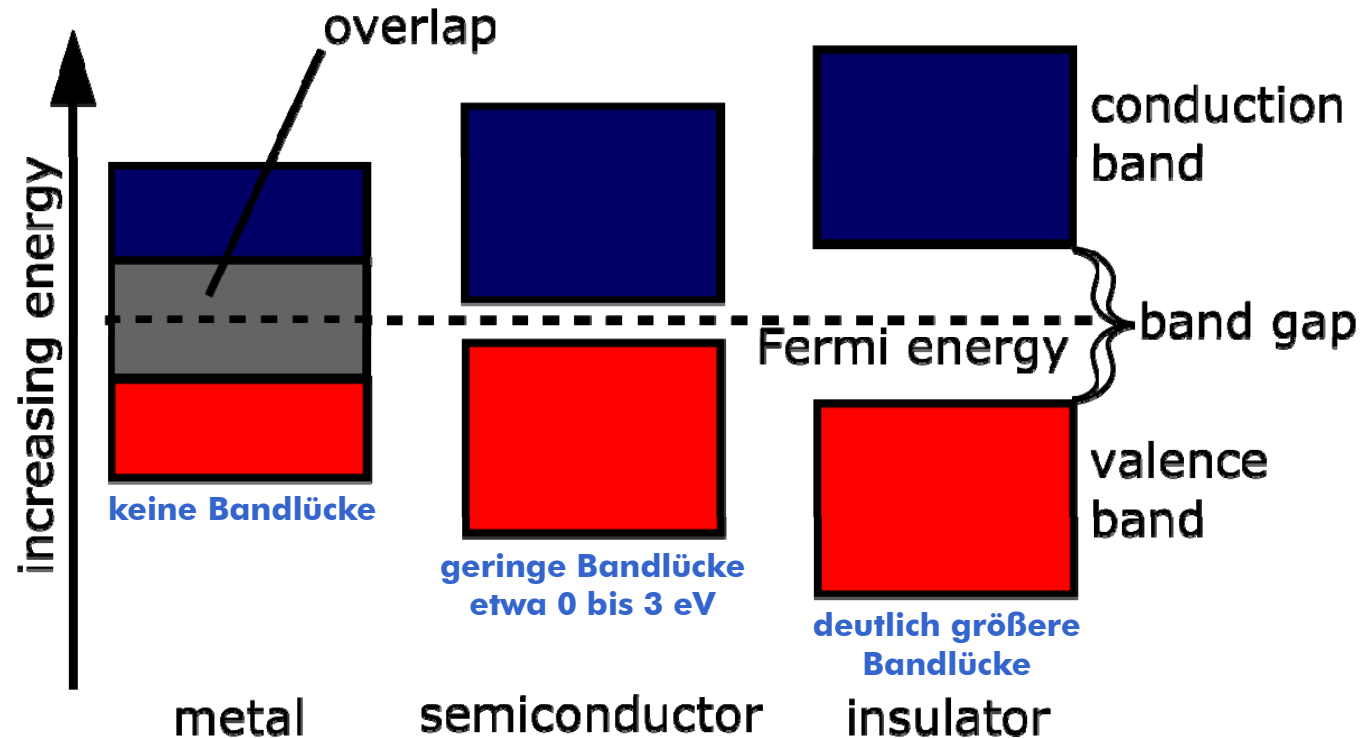 overlap
increasing energy
conduction
band
band gap
Fermi energy
valence
band
keine Bandlücke
geringe Bandlücke
etwa 0 bis 3 eV
deutlich größere
Bandlücke
metal
semiconductor
insulator